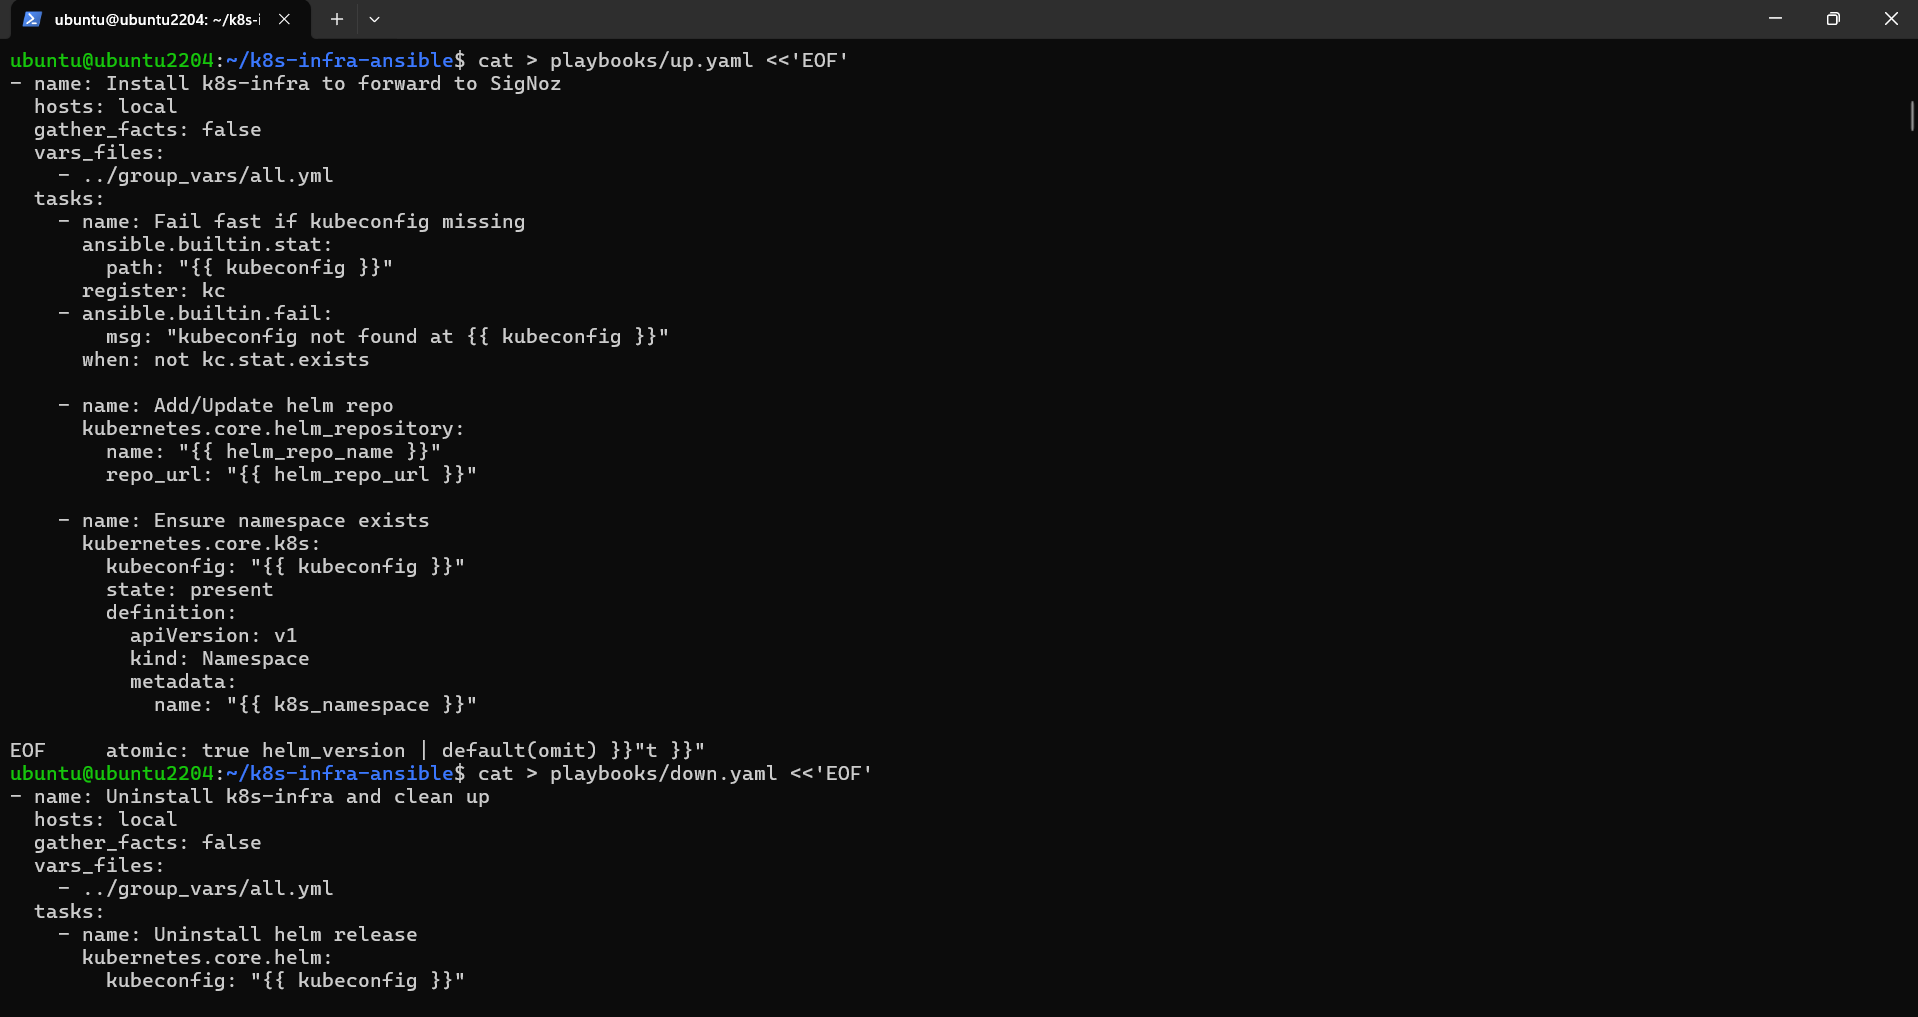 ubuntu@ubuntu2204: ~/k8s-i
ubuntu@ubuntu2204:~/k8s-infra-ansible$ cat > playbooks/up.yaml <<'EOF'
- name: Install k8s-infra to forward to SigNoz
  hosts: local
  gather_facts: false
  vars_files:
    - ../group_vars/all.yml
  tasks:
    - name: Fail fast if kubeconfig missing
      ansible.builtin.stat:
        path: "{{ kubeconfig }}"
      register: kc
    - ansible.builtin.fail:
        msg: "kubeconfig not found at {{ kubeconfig }}"
      when: not kc.stat.exists

    - name: Add/Update helm repo
      kubernetes.core.helm_repository:
        name: "{{ helm_repo_name }}"
        repo_url: "{{ helm_repo_url }}"

    - name: Ensure namespace exists
      kubernetes.core.k8s:
        kubeconfig: "{{ kubeconfig }}"
        state: present
        definition:
          apiVersion: v1
          kind: Namespace
          metadata:
            name: "{{ k8s_namespace }}"

EOF     atomic: true helm_version | default(omit) }}"t }}"
ubuntu@ubuntu2204:~/k8s-infra-ansible$ cat > playbooks/down.yaml <<'EOF'
- name: Uninstall k8s-infra and clean up
  hosts: local
  gather_facts: false
  vars_files:
    - ../group_vars/all.yml
  tasks:
    - name: Uninstall helm release
      kubernetes.core.helm:
        kubeconfig: "{{ kubeconfig }}"